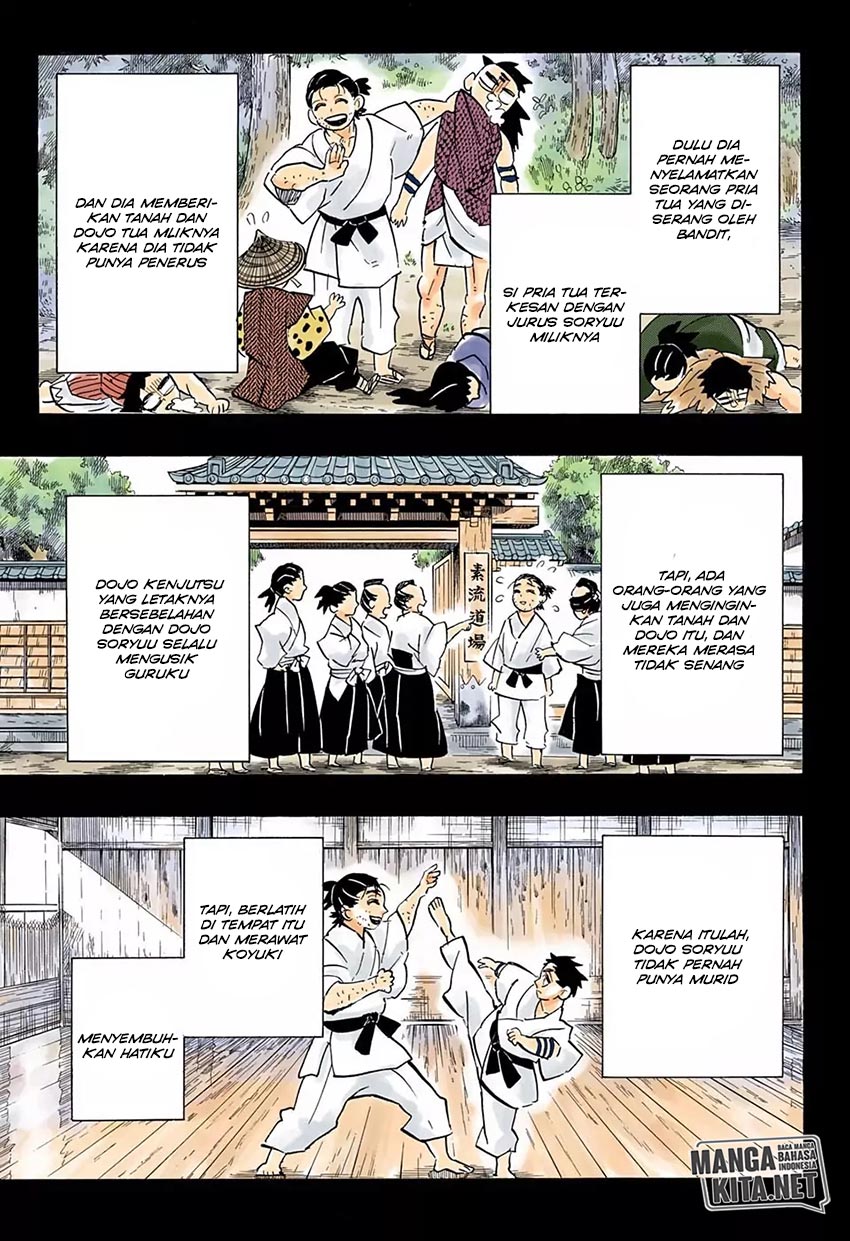 DULU DIA
PERNAH ME-
NYELAMATKAN
SEORANG PRIA
TUA YANG DI-
SERANG OLEH
BANDIT,
SI PRIA TUA TER-
KESAN DENGAN
JURUS SORYUU
MILIKNYA
DAN DIA MEMBERI-
KAN TANAH DAN
DOJO TUA MLIKNYA
KARENA DIA TIDAK
PUNYA PENERUS
TAPI, ADA
ORANG-ORANG YANG
JUGA MENGINGIN-
KAN TANAH DAN
DOJO ITU, DAN
MEREKA MERASA
TIDAK SENANG
素流道場
DOJO KENJUTSU
YANG LETAKNYA
BERSEBELAHAN
DENGAN DOJO
SORYUU SELALU
MENGUSIK
GURUKU
KARENA ITULAH,
DOJO SORYUU
TIDAK PERNAH
PUNYA MURID
TAPI, BERLATIH
DI TEMPAT ITU
DAN MERAWAT
KOYUKI
MENYEMBUH-
KAN HATIKU
MANGA
KITA.NET
BACA MANGA
BAHASA
INDONESIA